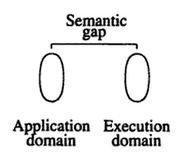 Semantic
gap
Application Execution
domain domain